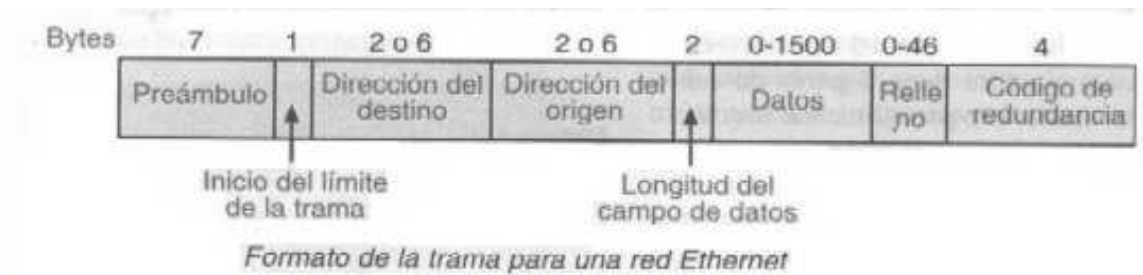 Bytes 7 1 2 o 6 2 o 6 2 0-1500 0-46 4
Preámbulo Dirección del Dirección del Datos Relle Código de
destino origen no redundancia
Inicio del límite Longitud del
de la trama campo de datos
Formato de la trama para una red Ethernet